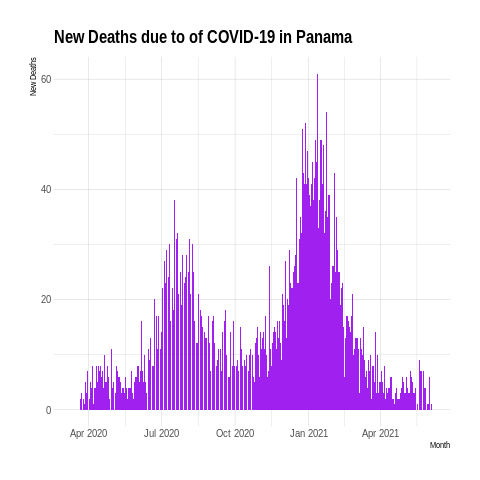 New Deaths due to of COVID-19 in Panama
New Deaths
60
40
20
0
Apr 2020 Jul 2020 Oct 2020 Jan 2021 Apr 2021
Month